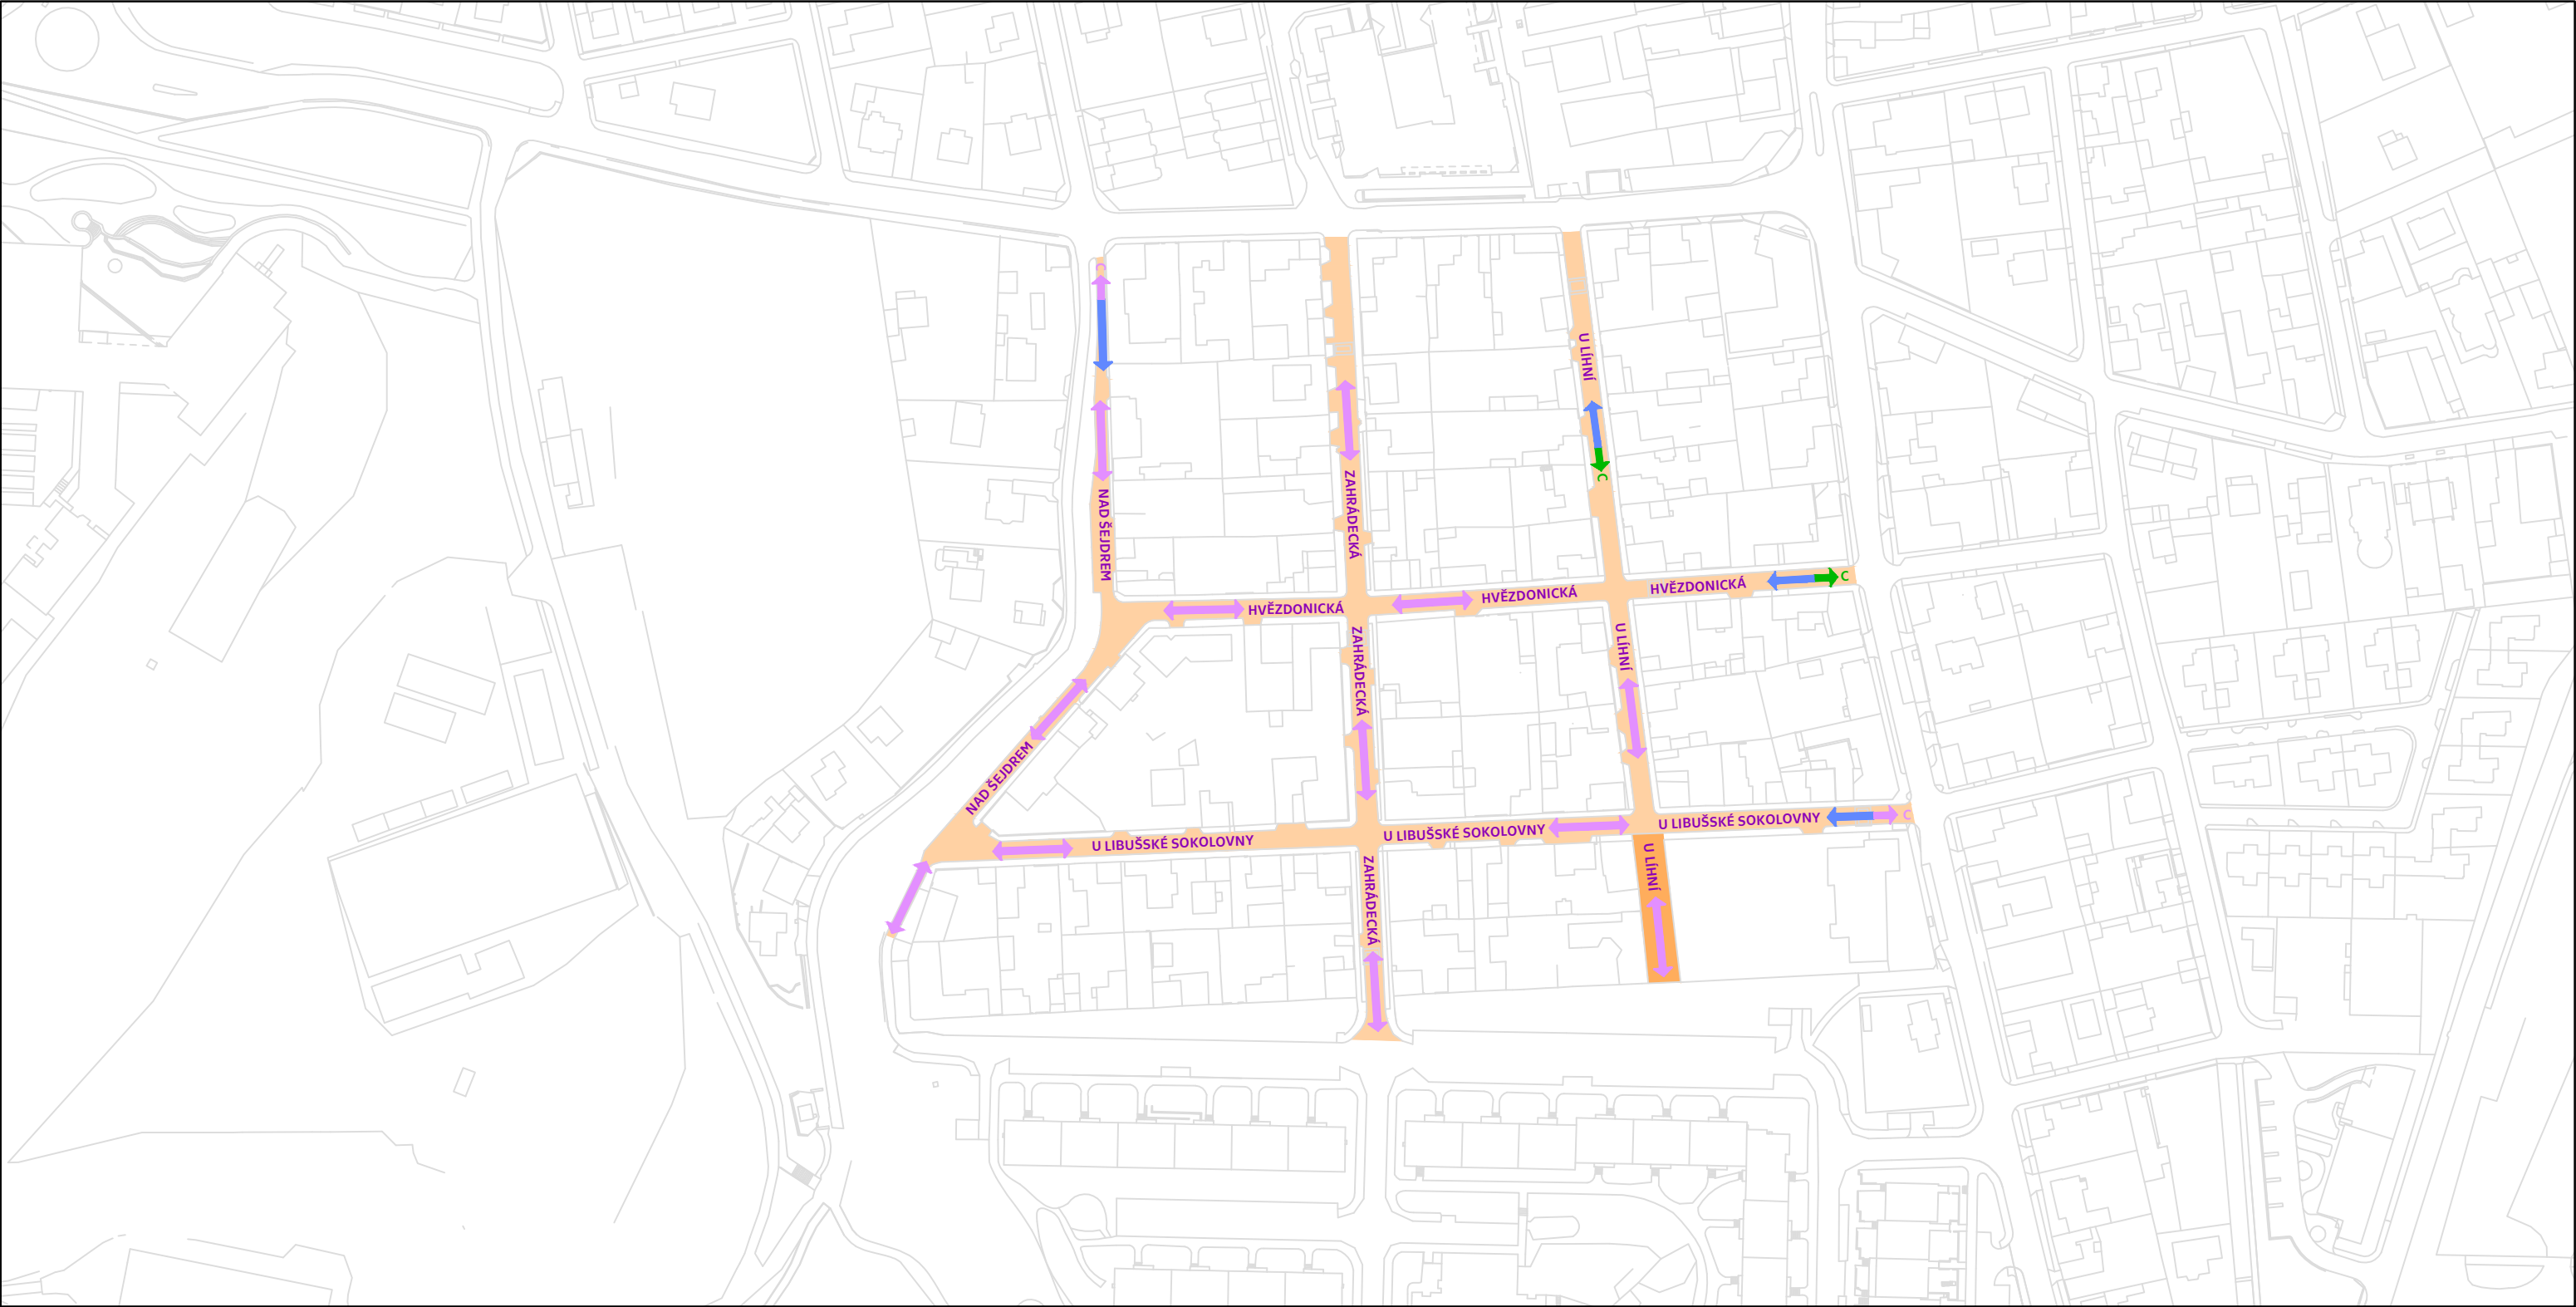 C
U LÍHNÍ
C
NAD ŠEJDREM
ZAHRÁDECKÁ
HVĚZDONICKÁ
HVĚZDONICKÁ
HVĚZDONICKÁ
C
ZAHRÁDECKÁ
U LÍHNÍ
NAD ŠEJDREM
U LIBUŠSKÉ SOKOLOVNY
U LIBUŠSKÉ SOKOLOVNY
U LIBUŠSKÉ SOKOLOVNY
C
ZAHRÁDECKÁ
U LÍHNÍ